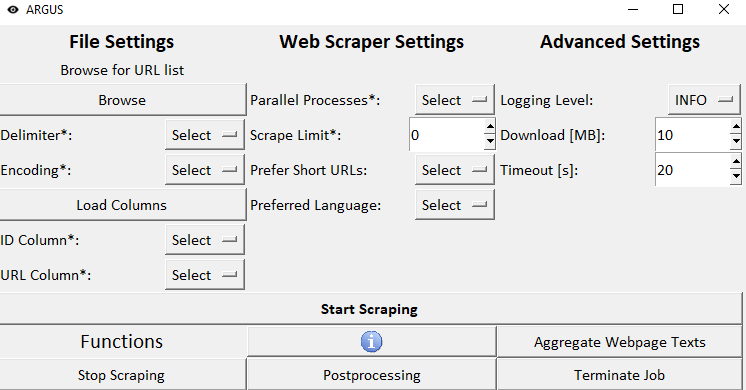 ARGUS
File Settings Web Scraper Settings Advanced Settings
Browse for URL list
Browse Parallel Processes*: Select Logging Level: INFO
Delimiter*: Select Scrape Limit*: 0 Download [MB]: 10
Encoding*: Select Prefer Short URLs: Select Timeout [s]: 20
Load Columns Preferred Language: Select
ID Column*: Select
URL Column*: Select
Start Scraping
Functions i Aggregate Webpage Texts
Stop Scraping Postprocessing Terminate Job